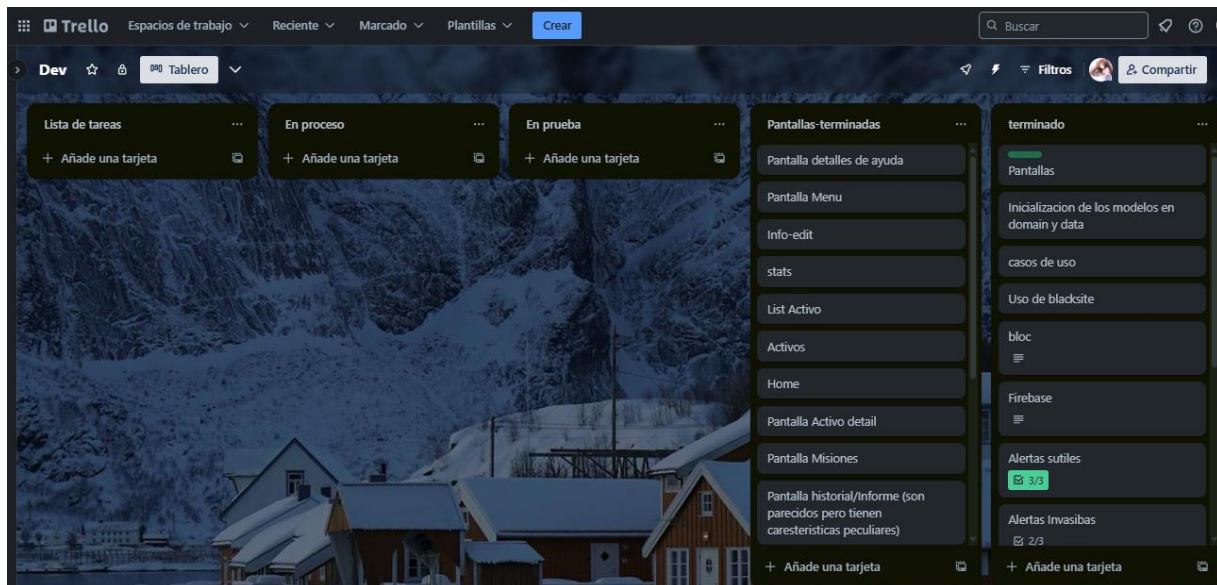 Trello
Espacios de trabajo
Reciente
Marcado
Plantillas
Crear
Buscar
Dev
Tablero
Filtros
Compartir
Lista de tareas
Añade una tarjeta
En proceso
Añade una tarjeta
En prueba
Añade una tarjeta
Pantallas-terminadas
Pantalla detalles de ayuda
Pantalla Menu
Info-edit
stats
List Activo
Activos
Home
Pantalla Activo detail
Pantalla Misiones
Pantalla historial/Informe (son
parecidos pero tienen
caresteristicas peculiares)
Añade una tarjeta
terminado
Pantallas
Inicializacion de los modelos en
domain y data
casos de uso
Uso de blacksite
bloc
Firebase
Alertas sutiles
3/3
Alertas Invasibas
2/3
Añade una tarjeta